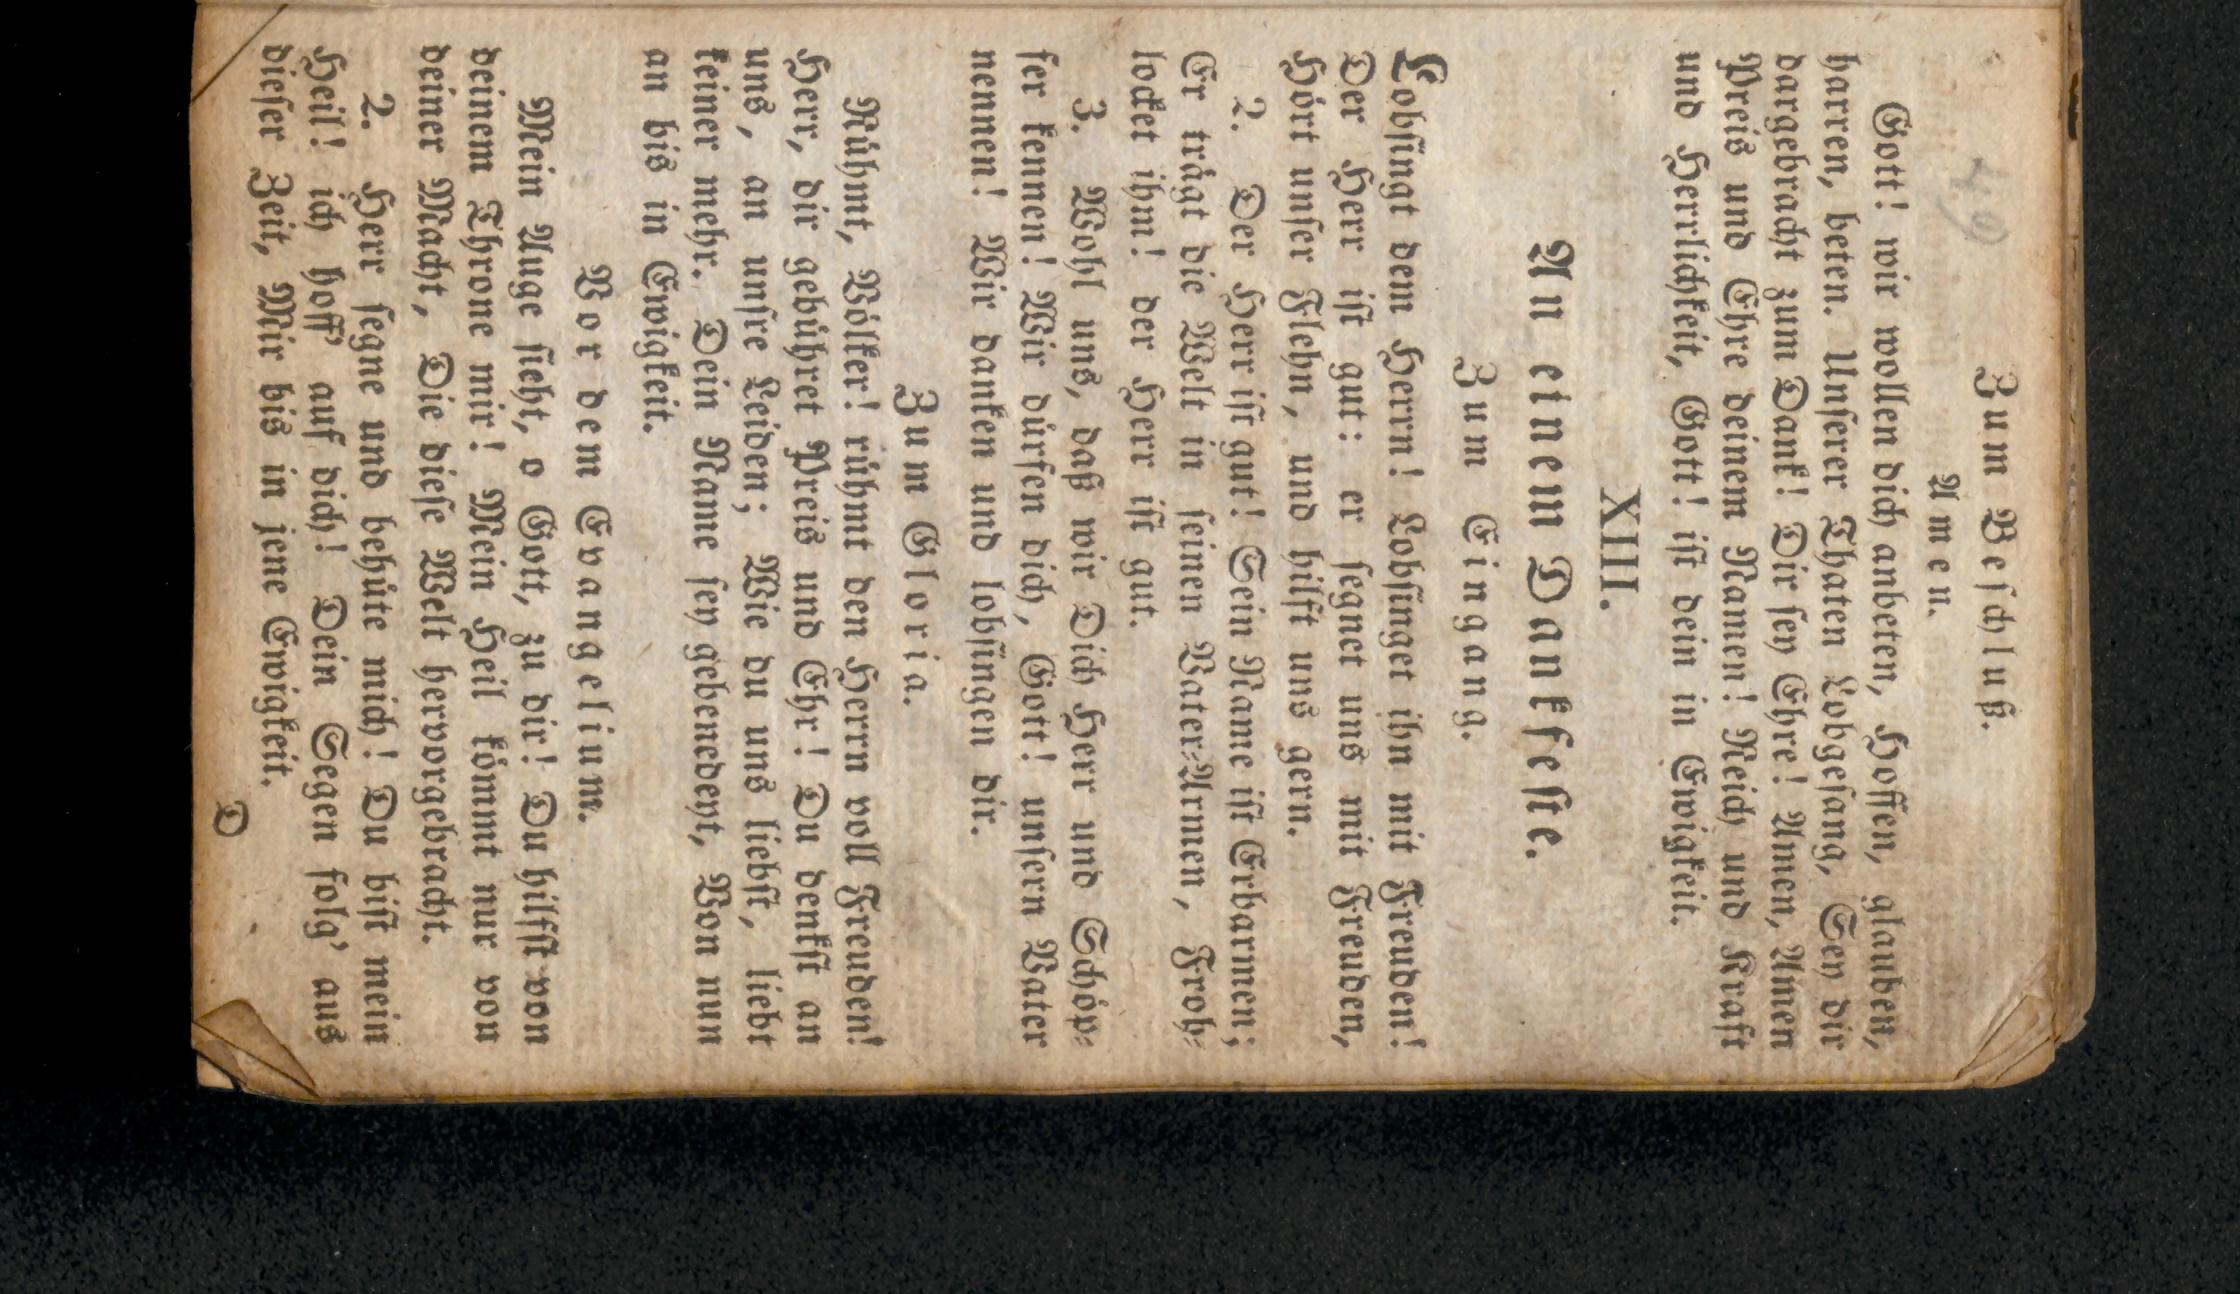 49
Zum Beschluß.
Amen.
Gott! wir wollen dich anbeten, Hoffen, glauben,
harren, beten. Unserer Thaten Lobgesang, Sey dir
dargebracht zum Dank! Dir sey Ehre! Amen, Amen
Preis und Ehre deinem Namen! Reich und Kraft
und Herrlichkeit, Gott! ist dein in Ewigkeit.
XIII.
An einem Dankfeste.
Zum Eingang.
Lobsingt dem Herrn! Lobsinget ihn mit Freuden!
Der Herr ist gut: er segnet uns mit Freuden,
Hört unser Flehn, und hilft uns gern.
2. Der Herr ist gut! Sein Name ist Erbarmen;
Er trägt die Welt in seinen Vater-Armen, Froh-
locket ihm! der Herr ist gut.
3. Wohl uns, daß wir Dich Herr und Schöp-
fer kennen! Wir dürfen dich, Gott! unsern Vater
nennen! Wir danken und lobsingen dir.
Zum Gloria.
Rühmt, Völker! rühmt den Herrn voll Freuden!
Herr, dir gebühret Preis und Ehr! Du denkst an
uns, an unsre Leiden; Wie du uns liebst, liebt
keiner mehr. Dein Name sey gebenedeyt, Von nun
an bis in Ewigkeit.
Vor dem Evangelium.
Mein Auge sieht, o Gott, zu dir! Du hilfst von
deinem Throne mir! Mein Heil kömmt nur von
deiner Macht, Die diese Welt hervorgebracht.
2. Herr segne und behüte mich! Du bist mein
Heil! ich hoff' auf dich! Dein Segen folg' aus
dieser Zeit, Mir bis in jene Ewigkeit.
D